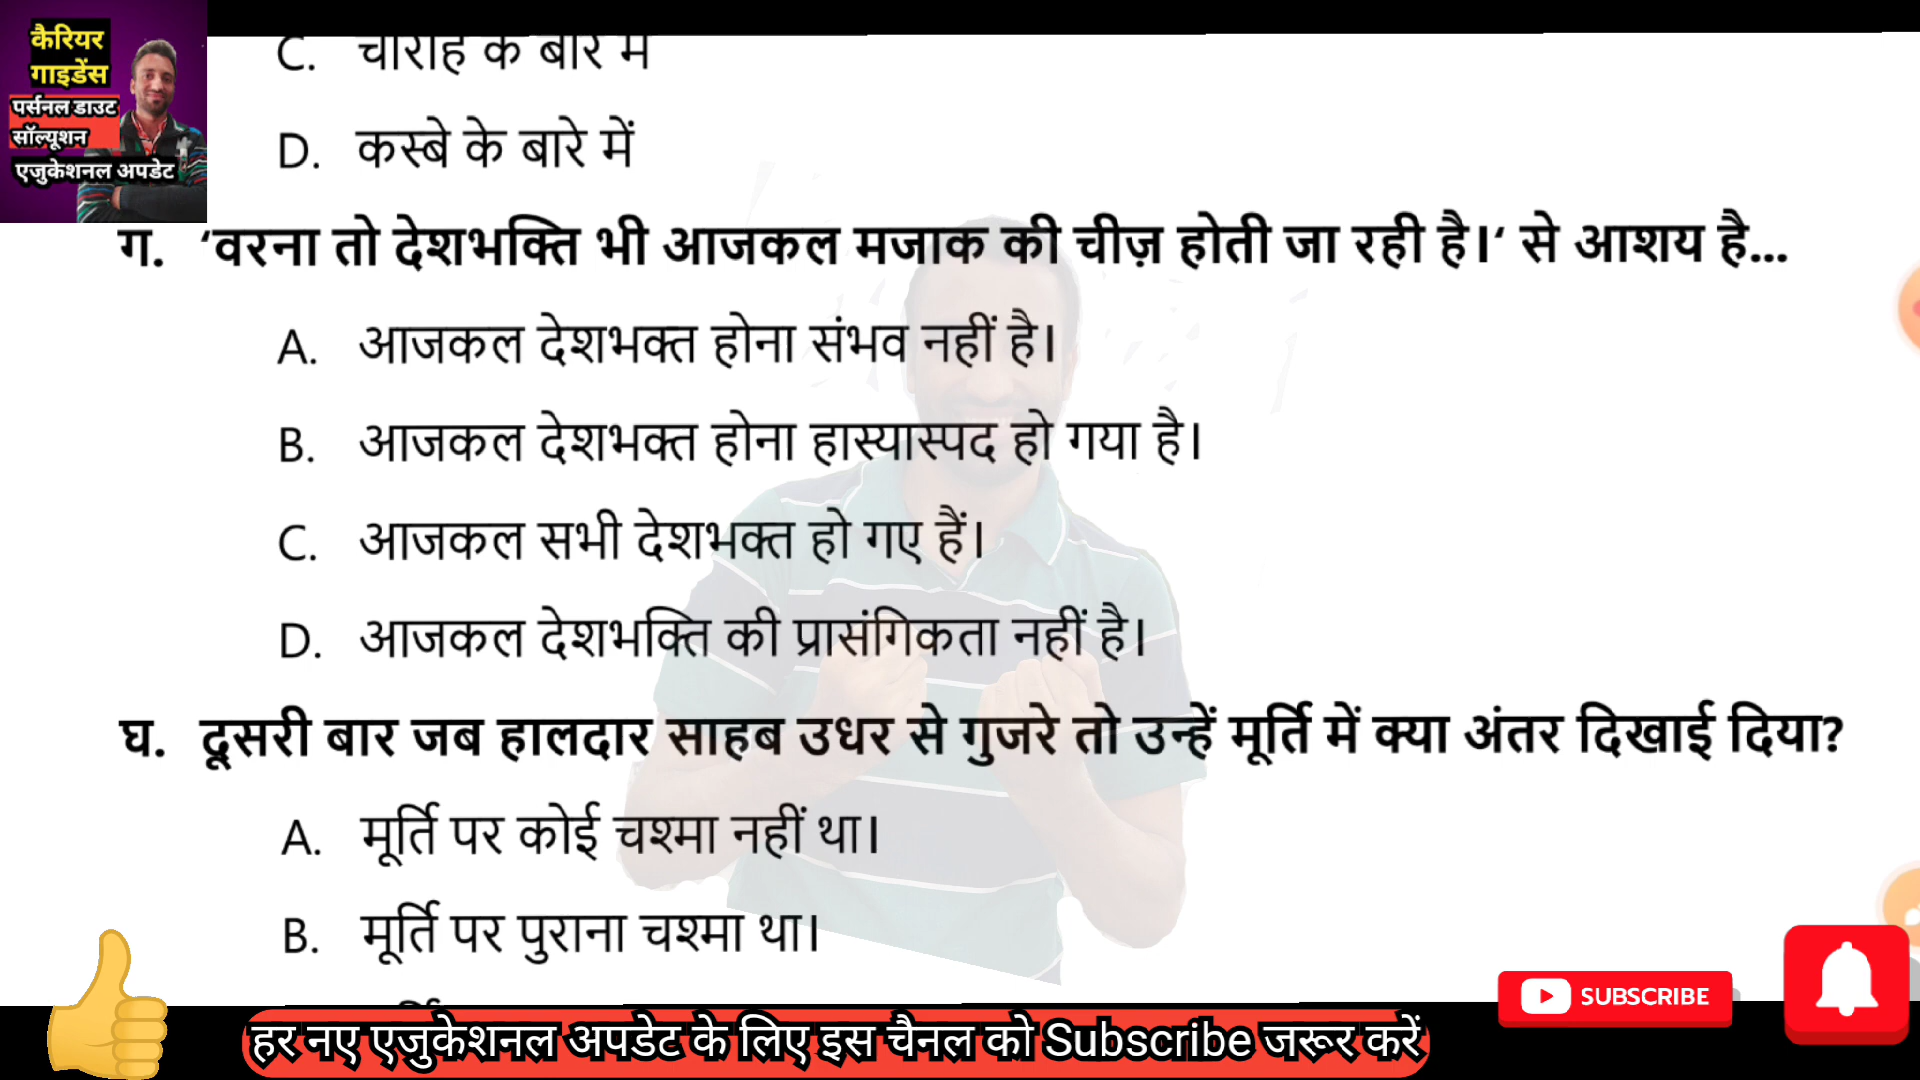 कैरियर
गाइडेंस
पर्सनल डाउट
सॉल्यूशन
एजुकेशनल अपडेट
C. चौराहे के बारे में
D. कस्बे के बारे में
ग. ‘वरना तो देशभक्ति भी आजकल मजाक की चीज़ होती जा रही है।‘ से आशय है...
A. आजकल देशभक्त होना संभव नहीं है।
B. आजकल देशभक्त होना हास्यास्पद हो गया है।
C. आजकल सभी देशभक्त हो गए हैं।
D. आजकल देशभक्ति की प्रासंगिकता नहीं है।
घ. दूसरी बार जब हालदार साहब उधर से गुजरे तो उन्हें मूर्ति में क्या अंतर दिखाई दिया?
A. मूर्ति पर कोई चश्मा नहीं था।
B. मूर्ति पर पुराना चश्मा था।
SUBSCRIBE
हर नए एजुकेशनल अपडेट के लिए इस चैनल को Subscribe जरूर करें